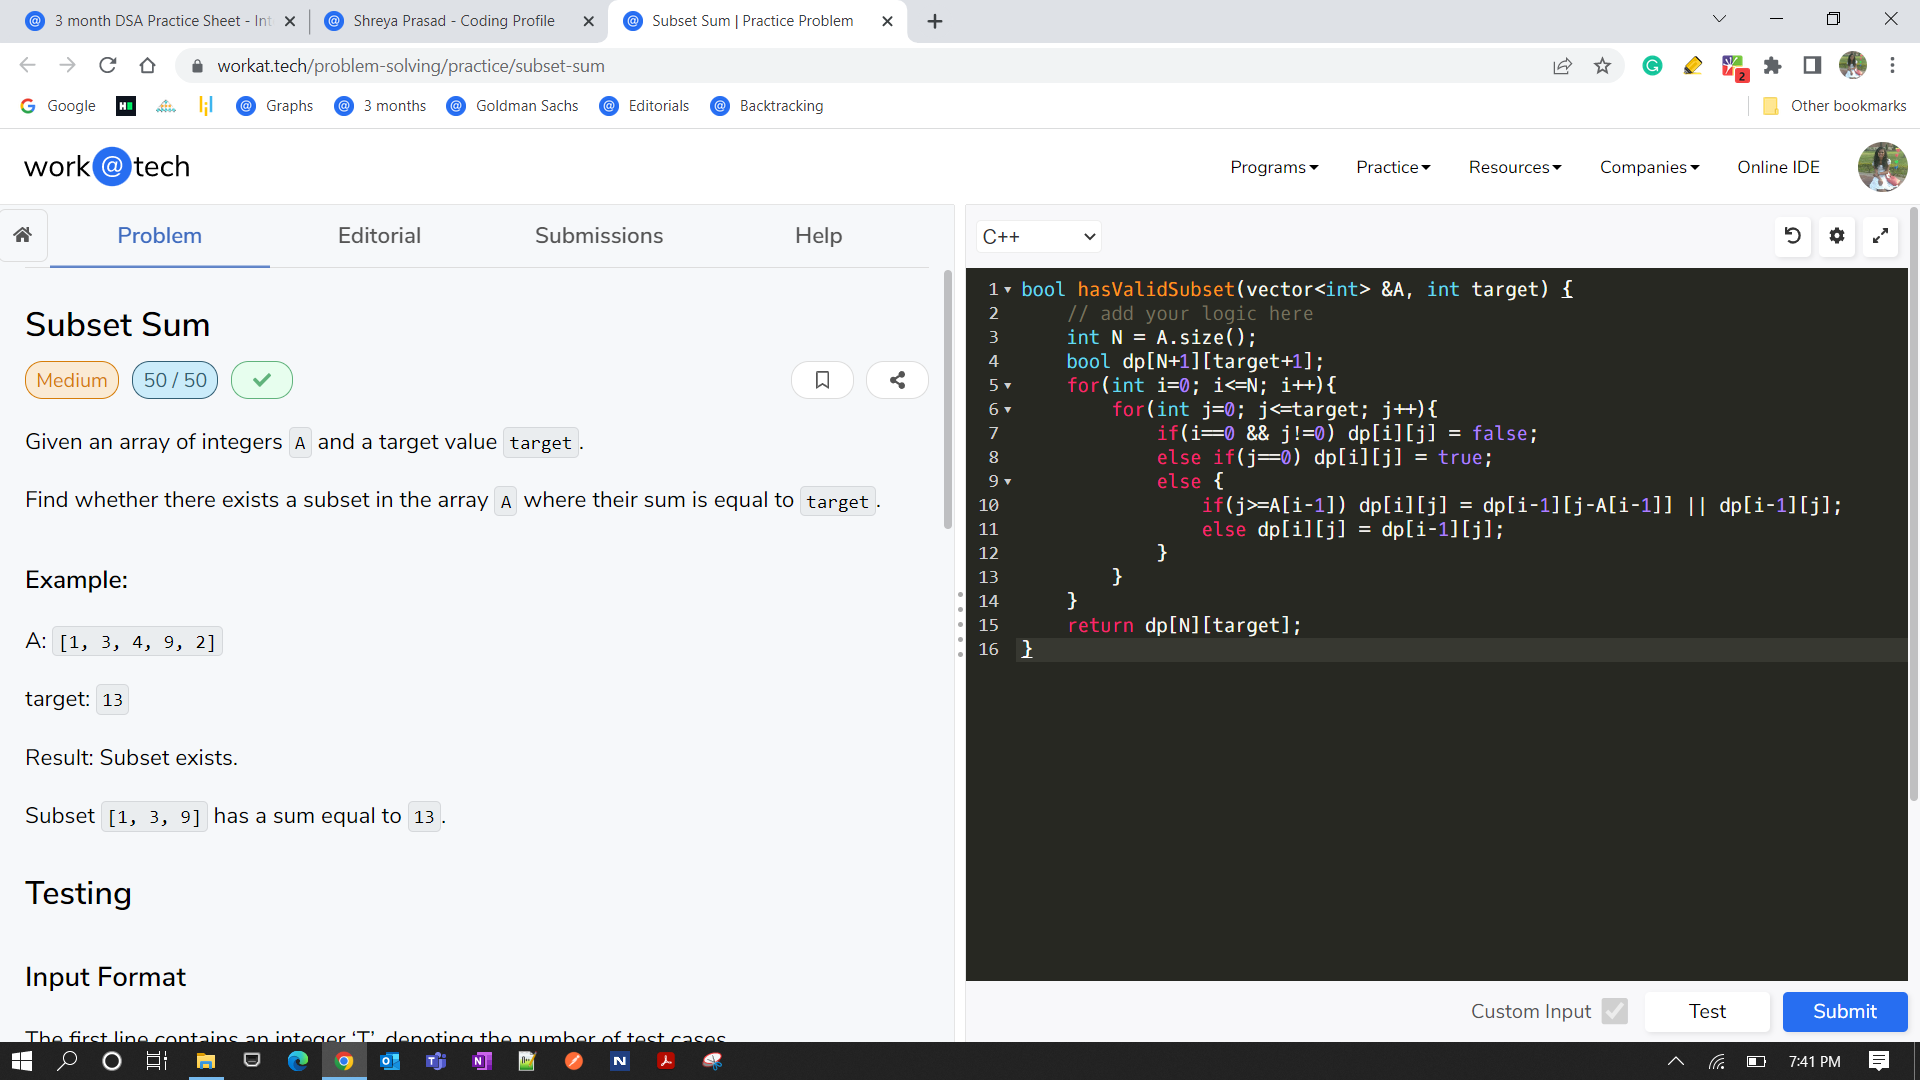 3 month DSA Practice Sheet - Int
Shreya Prasad - Coding Profile
Subset Sum | Practice Problem
workat.tech/problem-solving/practice/subset-sum
2
Google
Graphs
3 months
Goldman Sachs
Editorials
Backtracking
Other bookmarks
work@tech
Programs
Practice
Resources
Companies
Online IDE
Problem
Editorial
Submissions
Help
Subset Sum
Medium
50 / 50
Given an array of integers A and a target value target.
Find whether there exists a subset in the array A where their sum is equal to target.
Example:
A: [1, 3, 4, 9, 2]
target: 13
Result: Subset exists.
Subset [1, 3, 9] has a sum equal to 13.
Testing
Input Format
The first line contains an integer ‘T’, denoting the number of test cases.
C++
1 bool hasValidSubset(vector<int> &A, int target) {
2 // add your logic here
3 int N = A.size();
4 bool dp[N+1][target+1];
5 for(int i=0; i<=N; i++){
6 for(int j=0; j<=target; j++){
7 if(i==0 && j!=0) dp[i][j] = false;
8 else if(j==0) dp[i][j] = true;
9 else {
10 if(j>=A[i-1]) dp[i][j] = dp[i-1][j-A[i-1]] || dp[i-1][j];
11 else dp[i][j] = dp[i-1][j];
12 }
13 }
14 }
15 return dp[N][target];
16 }
Custom Input
Test
Submit
7:41 PM